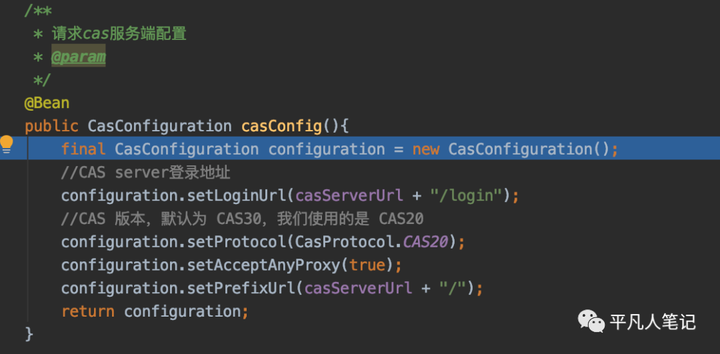 /**
 * 请求cas服务端配置
 * @param
 */
@Bean
public CasConfiguration casConfig(){
    final CasConfiguration configuration = new CasConfiguration();
    //CAS server登录地址
    configuration.setLoginUrl(casServerUrl + "/login");
    //CAS 版本，默认为 CAS30，我们使用的是 CAS20
    configuration.setProtocol(CasProtocol.CAS20);
    configuration.setAcceptAnyProxy(true);
    configuration.setPrefixUrl(casServerUrl + "/");
    return configuration;
}
平凡人笔记